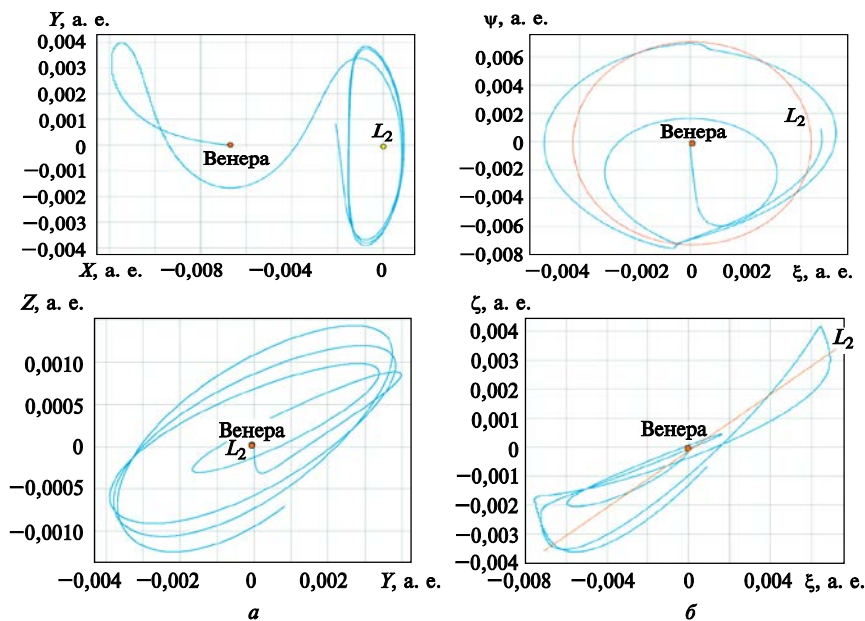 Y, а. е.
0,004
0,003
0,002
0,001
0
−0,001
−0,002
−0,003
−0,004
Венера
L2
X, а. е. −0,008 −0,004 0
ψ, а. е.
0,006
0,004
0,002
0
−0,002
−0,004
−0,006
−0,008
L2
Венера
−0,004 −0,002 0 0,002 ξ, а. е.
Z, а. е.
0,0010
0,0005
0
−0,0005
−0,0010
Венера
L2
−0,004 −0,002 0 0,002 Y, а. е.
а
ζ, а. е.
0,004
0,003
0,002
0,001
0
−0,001
−0,002
−0,003
−0,004
L2
Венера
−0,008 −0,004 0 0,004 ξ, а. е.
б